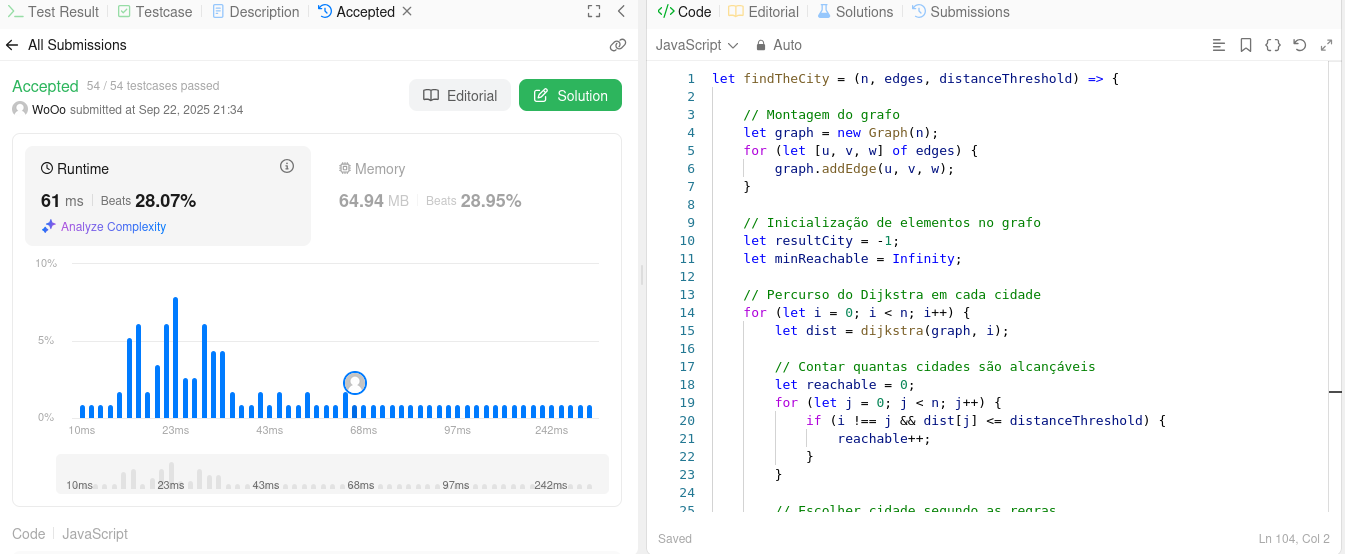 Test Result Testcase Description Accepted
All Submissions
Accepted 54 / 54 testcases passed
WoOo submitted at Sep 22, 2025 21:34
Editorial Solution
Runtime
61 ms Beats 28.07%
Analyze Complexity
Memory
64.94 MB Beats 28.95%
10%
5%
0%
10ms 23ms 43ms 68ms 97ms 242ms
10ms 23ms 43ms 68ms 97ms 242ms
Code JavaScript
Code Editorial Solutions Submissions
JavaScript Auto
1 let findTheCity = (n, edges, distanceThreshold) => {
2
3 // Montagem do grafo
4 let graph = new Graph(n);
5 for (let [u, v, w] of edges) {
6 graph.addEdge(u, v, w);
7 }
8
9 // Inicialização de elementos no grafo
10 let resultCity = -1;
11 let minReachable = Infinity;
12
13 // Percurso do Dijkstra em cada cidade
14 for (let i = 0; i < n; i++) {
15 let dist = dijkstra(graph, i);
16
17 // Contar quantas cidades são alcançáveis
18 let reachable = 0;
19 for (let j = 0; j < n; j++) {
20 if (i !== j && dist[j] <= distanceThreshold) {
21 reachable++;
22 }
23 }
24
25 // Escolher cidade segundo as regras
Saved Ln 104, Col 2